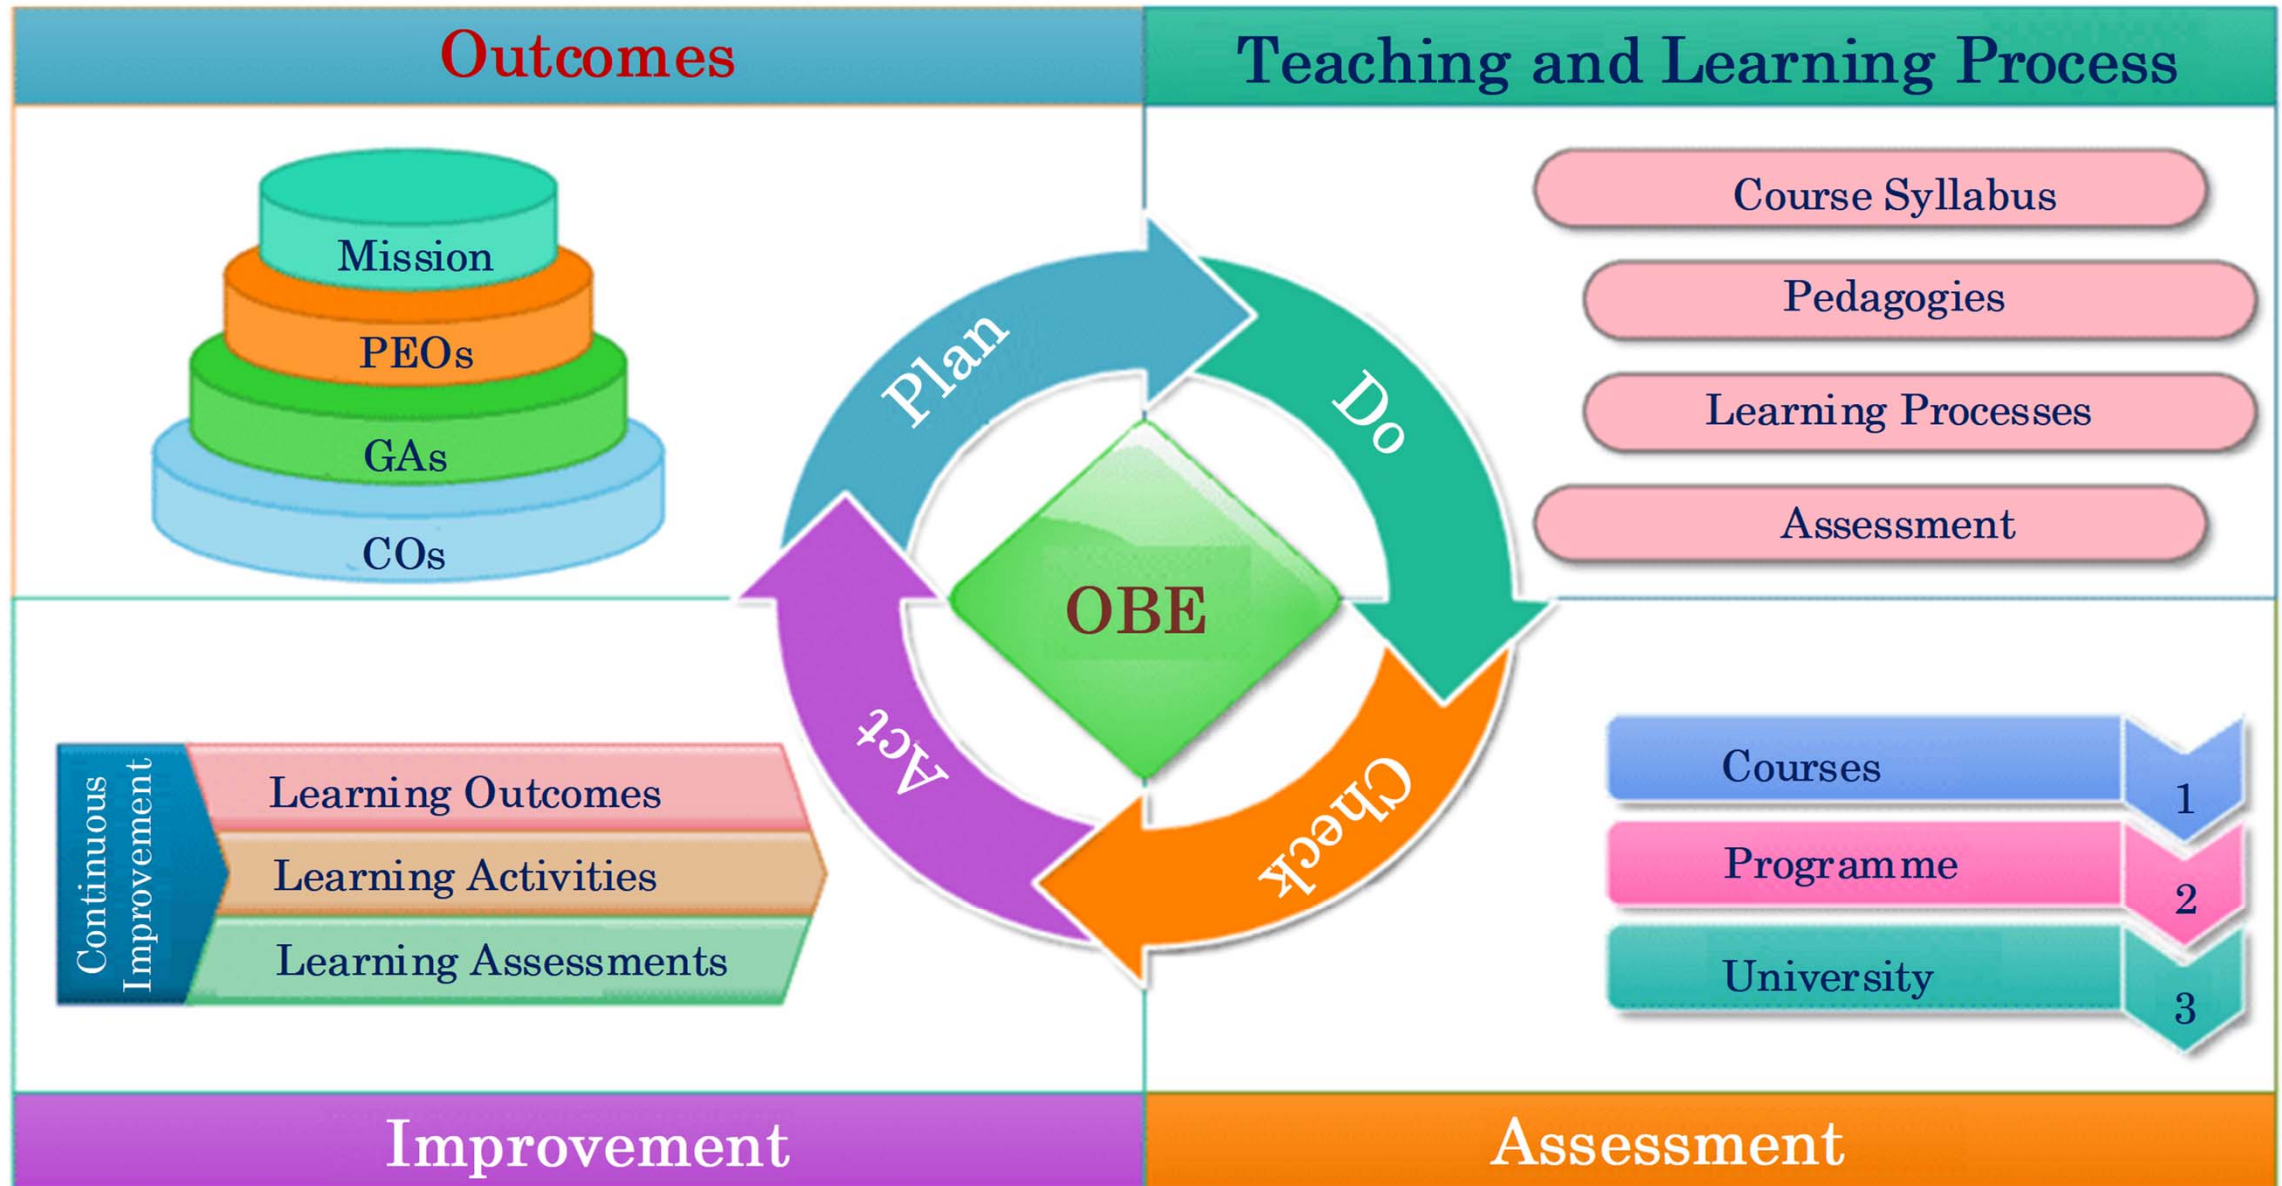 Outcomes
Teaching and Learning Process
Mission
PEOs
GAs
COs
Course Syllabus
Pedagogies
Learning Processes
Assessment
Plan
Do
Check
Act
OBE
Continuous
Improvement
Learning Outcomes
Learning Activities
Learning Assessments
Courses
1
Programme
2
University
3
Improvement
Assessment